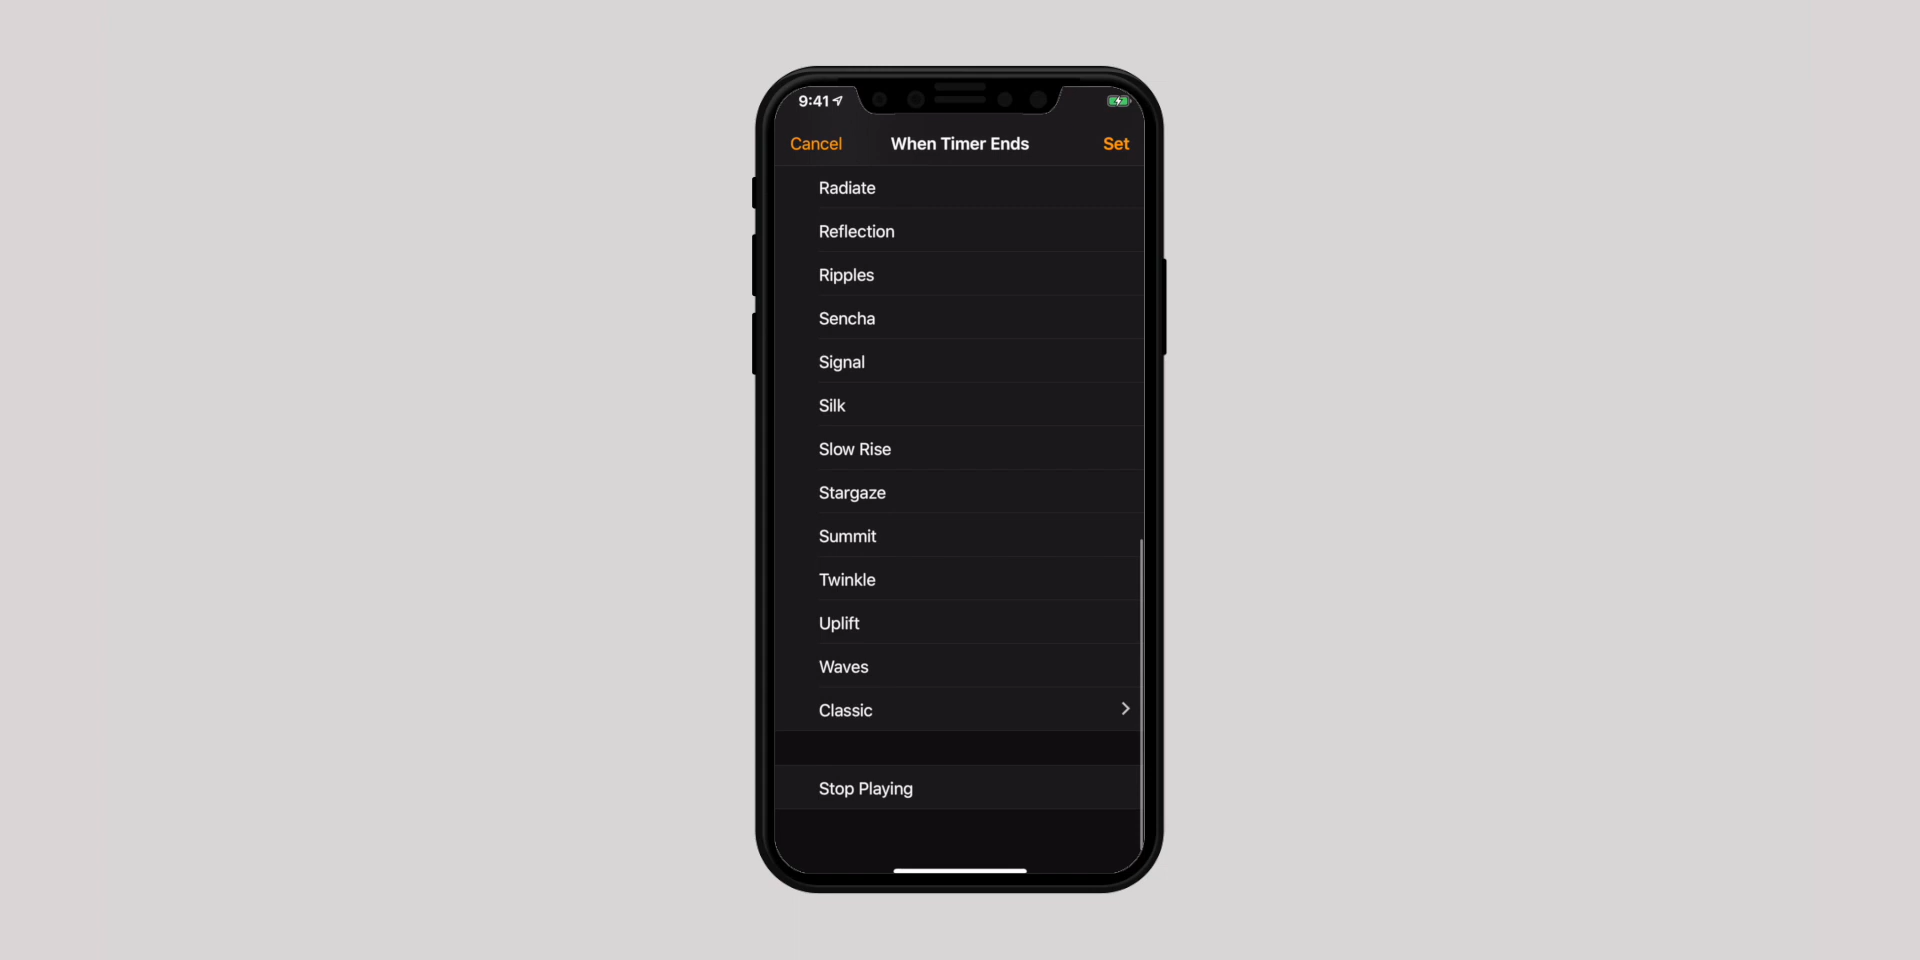 9:41
Cancel When Timer Ends Set
Radiate
Reflection
Ripples
Sencha
Signal
Silk
Slow Rise
Stargaze
Summit
Twinkle
Uplift
Waves
Classic
Stop Playing